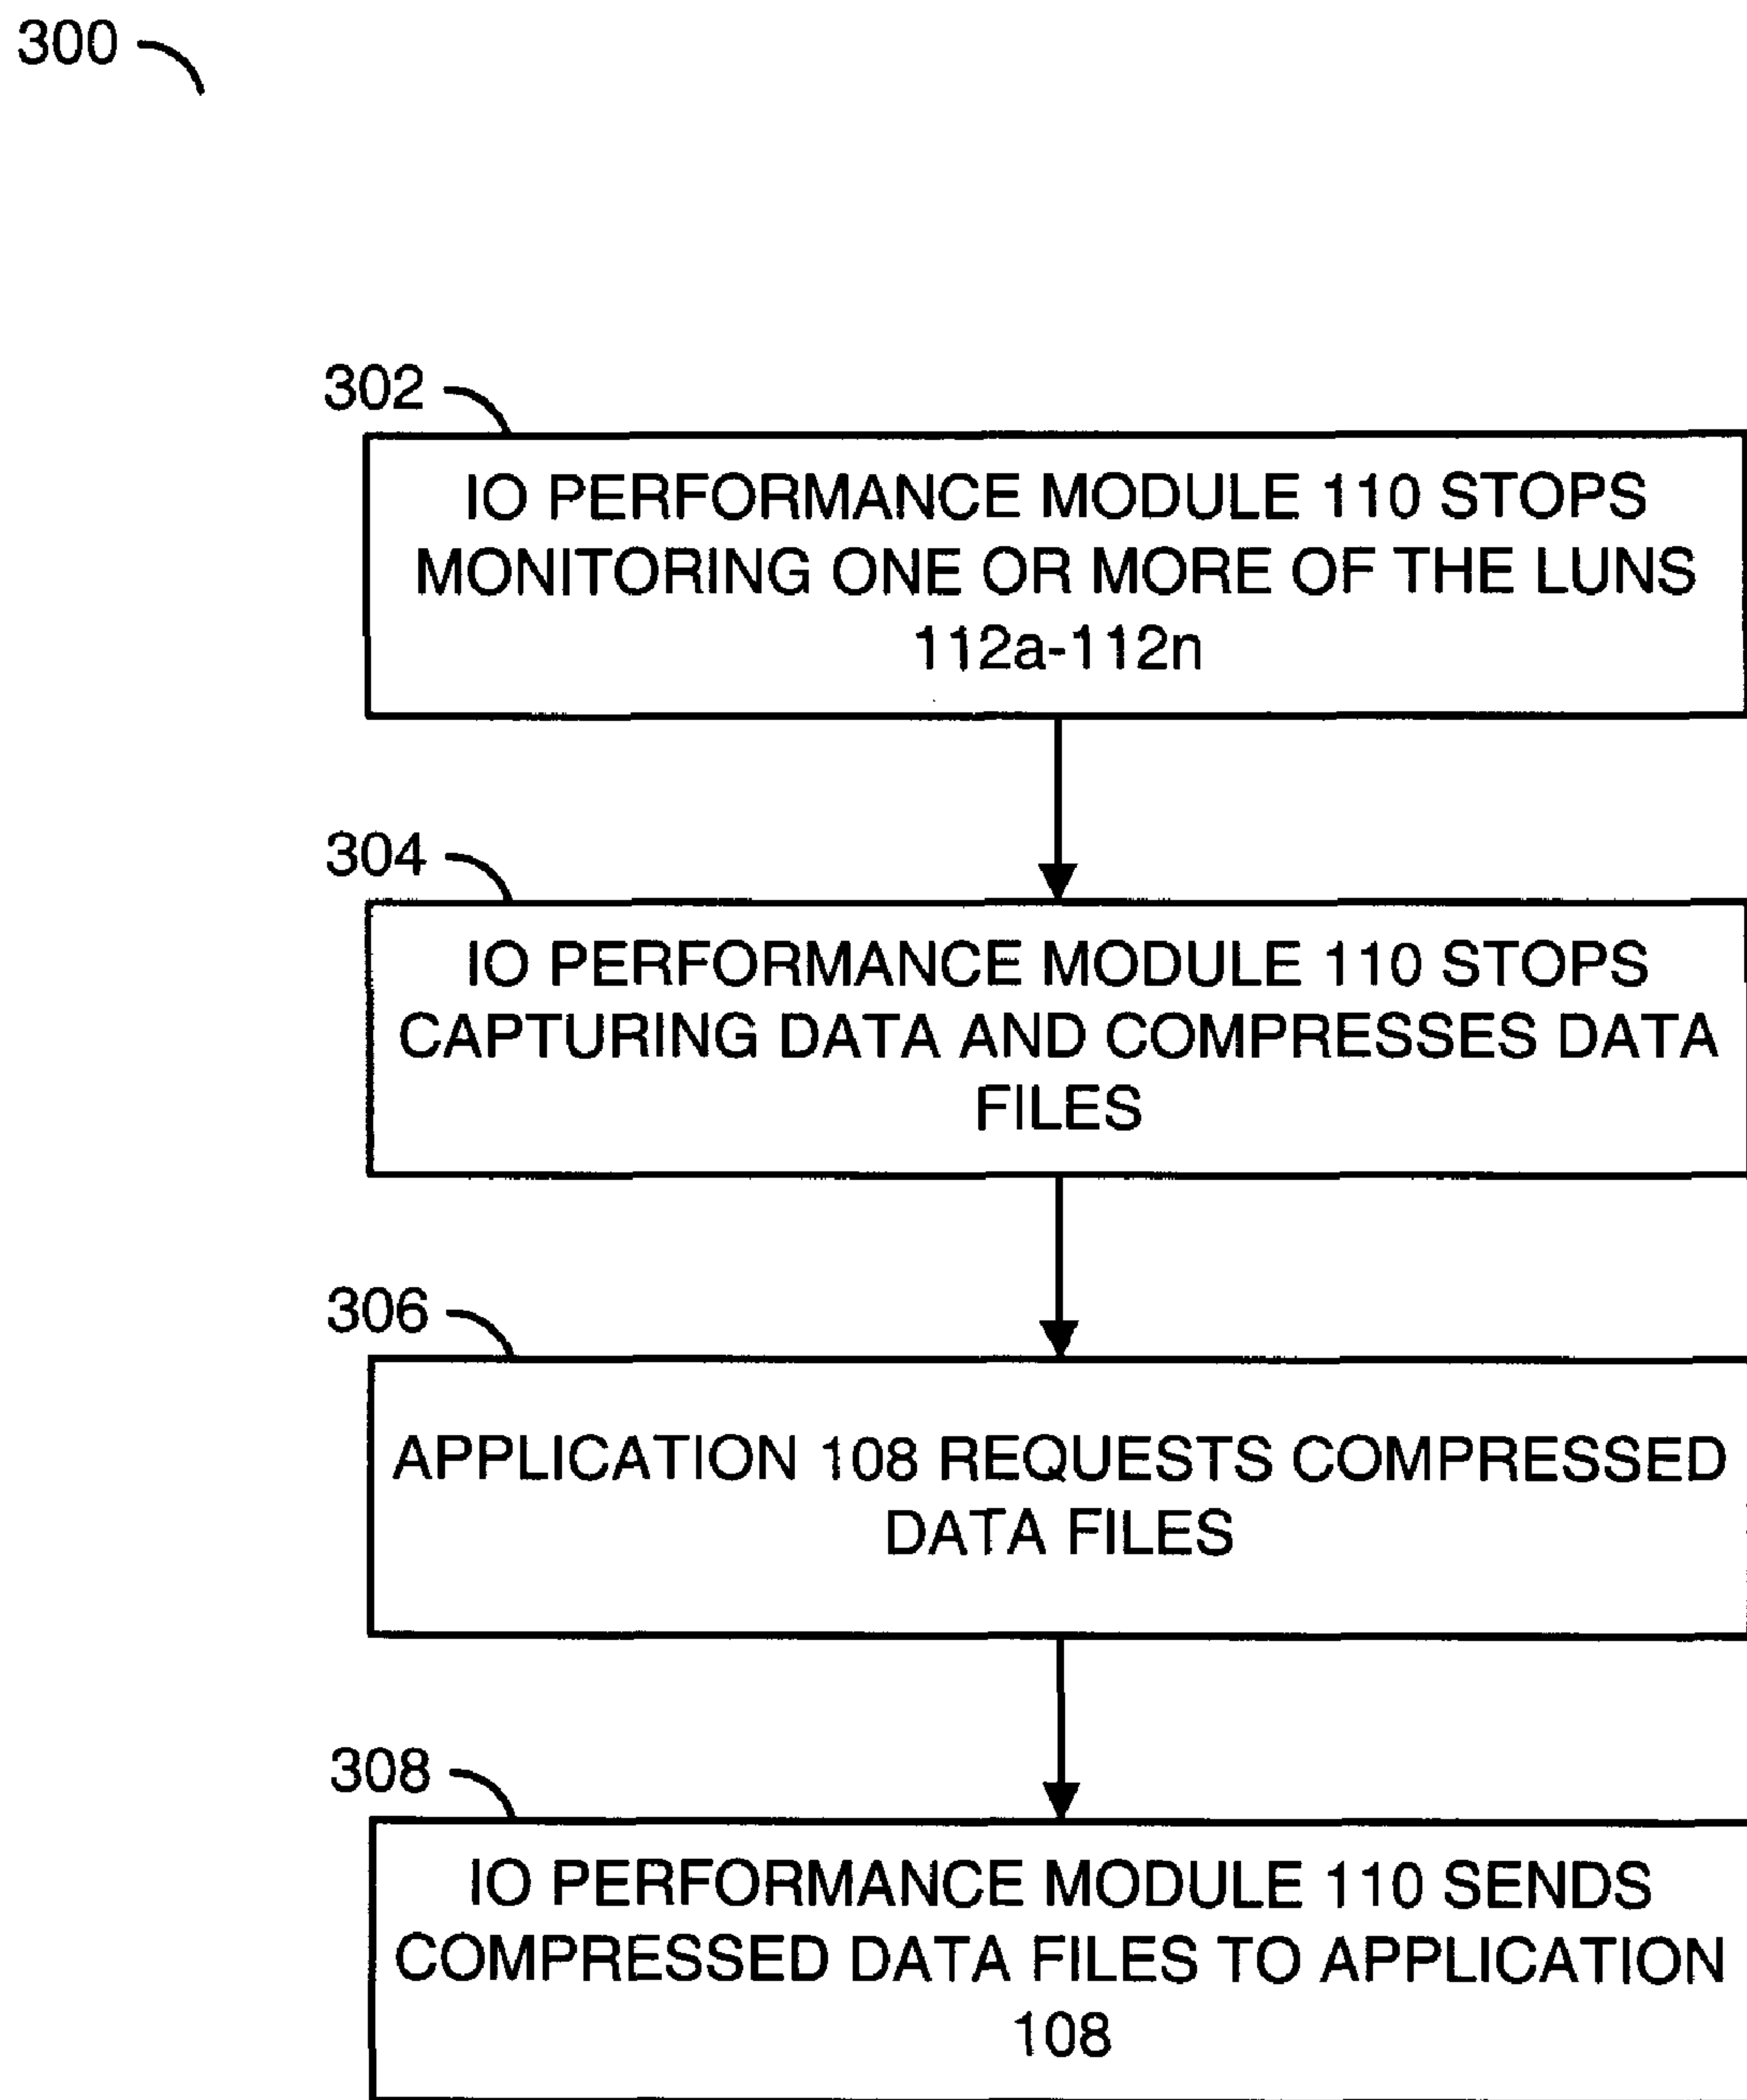 300
302
IO PERFORMANCE MODULE 110 STOPS
MONITORING ONE OR MORE OF THE LUNS
112a-112n
304
IO PERFORMANCE MODULE 110 STOPS
CAPTURING DATA AND COMPRESSES DATA
FILES
306
APPLICATION 108 REQUESTS COMPRESSED
DATA FILES
308
IO PERFORMANCE MODULE 110 SENDS
COMPRESSED DATA FILES TO APPLICATION
108